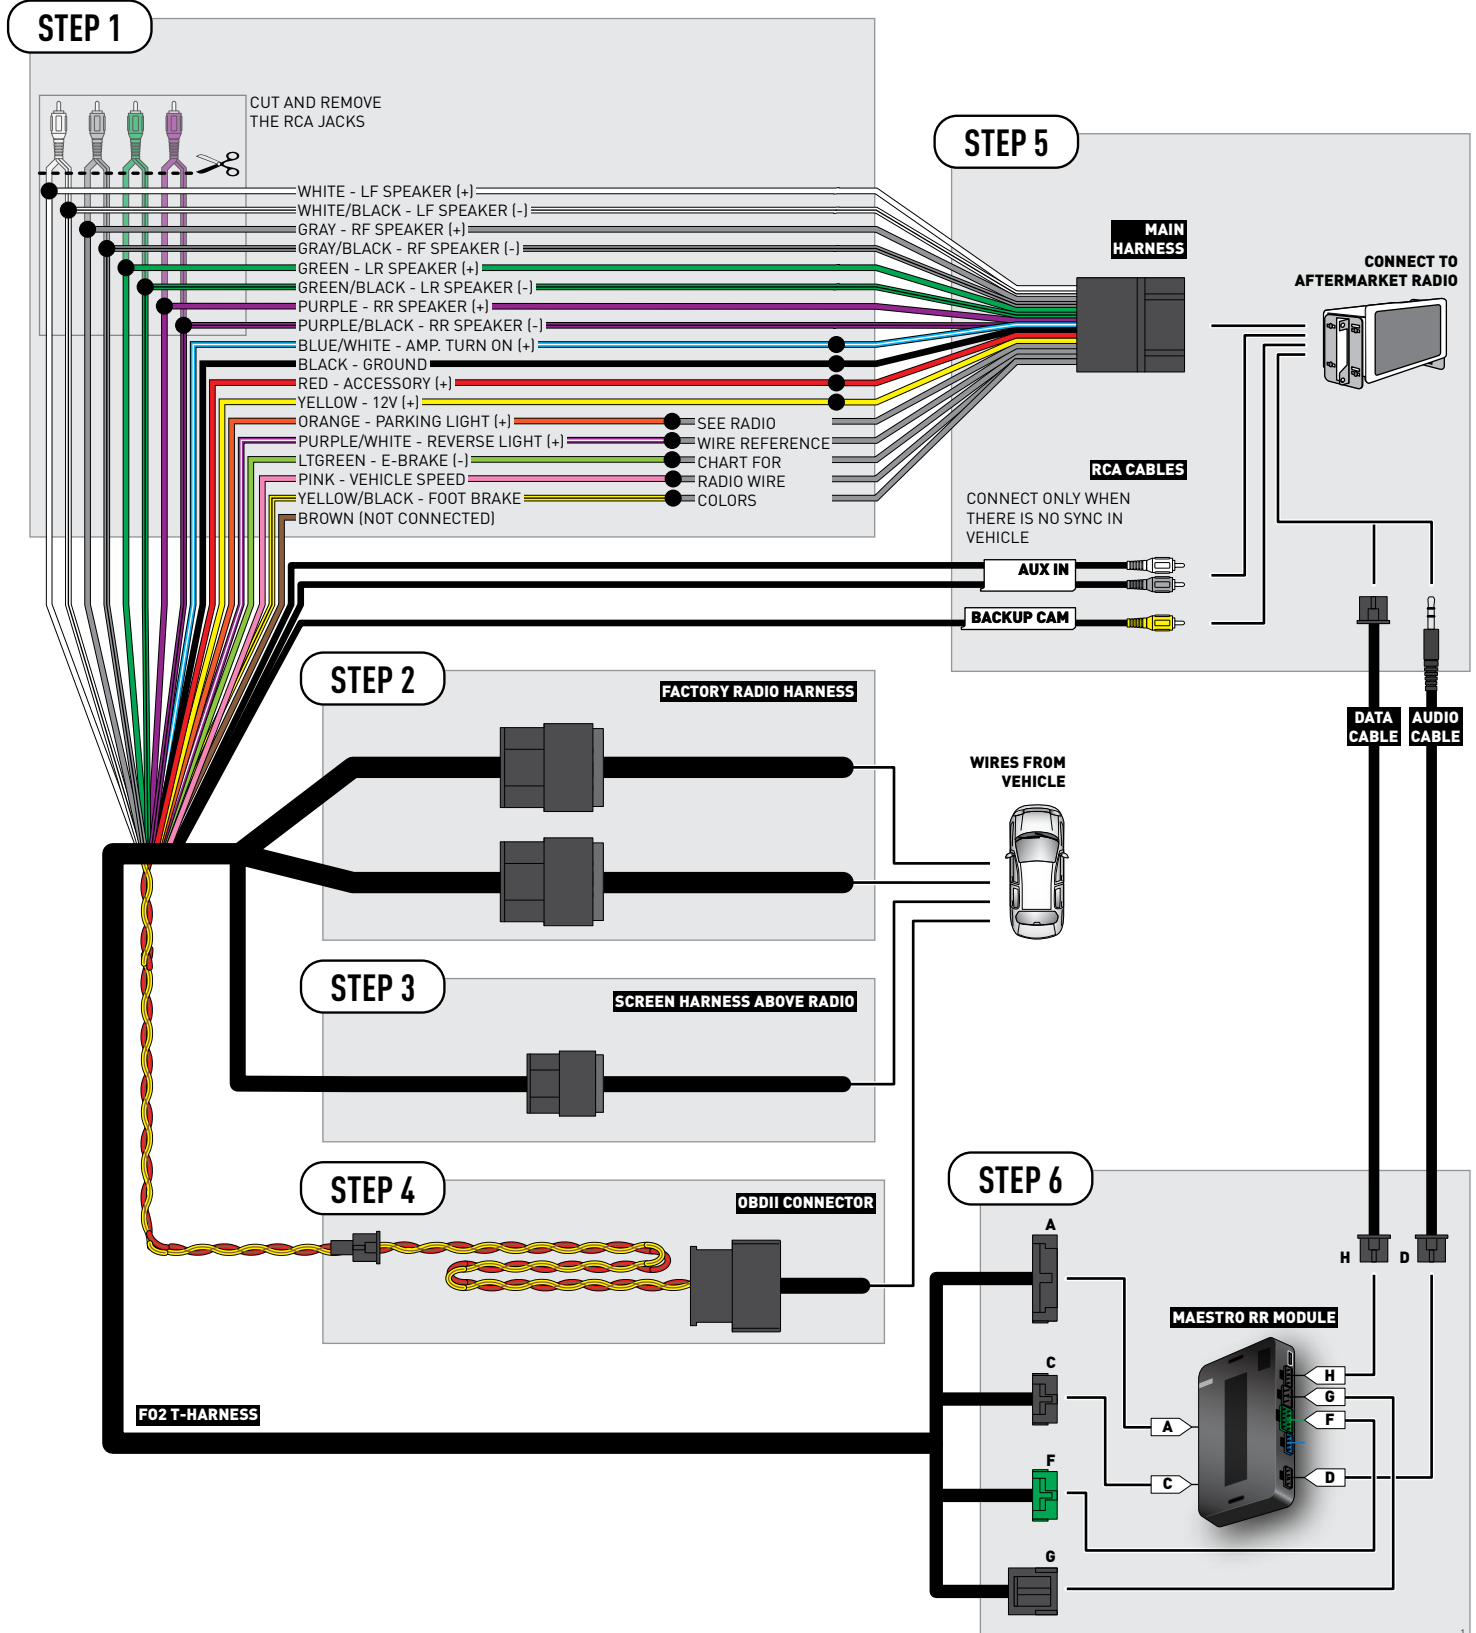 STEP 1
CUT AND REMOVE
THE RCA JACKS
WHITE - LF SPEAKER (+)
WHITE/BLACK - LF SPEAKER (-)
GRAY - RF SPEAKER (+)
GRAY/BLACK - RF SPEAKER (-)
GREEN - LR SPEAKER (+)
GREEN/BLACK - LR SPEAKER (-)
PURPLE - RR SPEAKER (+)
PURPLE/BLACK - RR SPEAKER (-)
BLUE/WHITE - AMP. TURN ON (+)
BLACK - GROUND
RED - ACCESSORY (+)
YELLOW - 12V (+)
ORANGE - PARKING LIGHT (+)
PURPLE/WHITE - REVERSE LIGHT (+)
LTGREEN - E-BRAKE (-)
PINK - VEHICLE SPEED
YELLOW/BLACK - FOOT BRAKE
BROWN (NOT CONNECTED)
SEE RADIO
WIRE REFERENCE
CHART FOR
RADIO WIRE
COLORS
STEP 5
MAIN
HARNESS
CONNECT TO
AFTERMARKET RADIO
RCA CABLES
CONNECT ONLY WHEN
THERE IS NO SYNC IN
VEHICLE
AUX IN
BACKUP CAM
DATA
CABLE
AUDIO
CABLE
STEP 2
FACTORY RADIO HARNESS
WIRES FROM
VEHICLE
STEP 3
SCREEN HARNESS ABOVE RADIO
STEP 4
OBDII CONNECTOR
FO2 T-HARNESS
STEP 6
A
C
F
G
H
D
MAESTRO RR MODULE
H
G
F
D
A
C
1